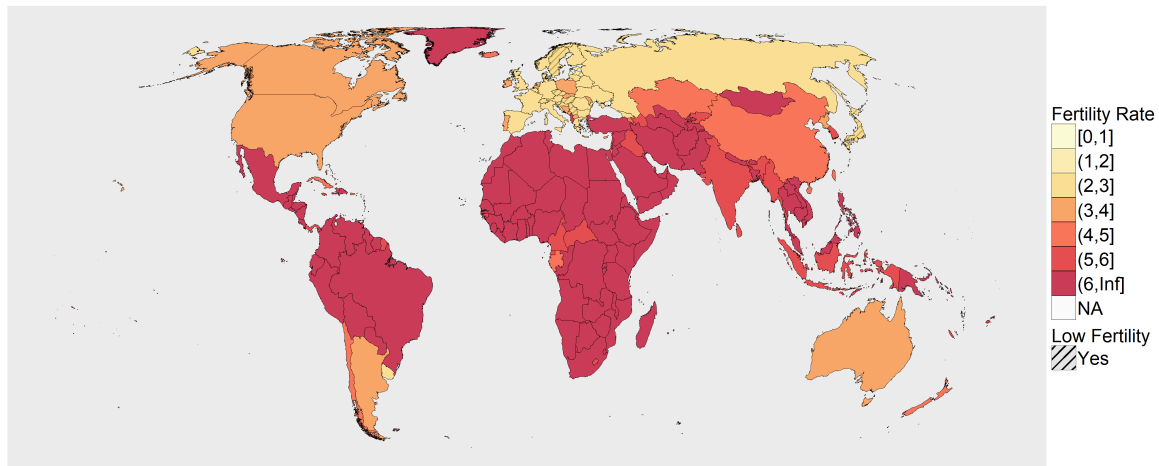 Fertility Rate
[0,1]
(1,2]
(2,3]
(3,4]
(4,5]
(5,6]
(6,Inf]
NA
Low Fertility
Yes